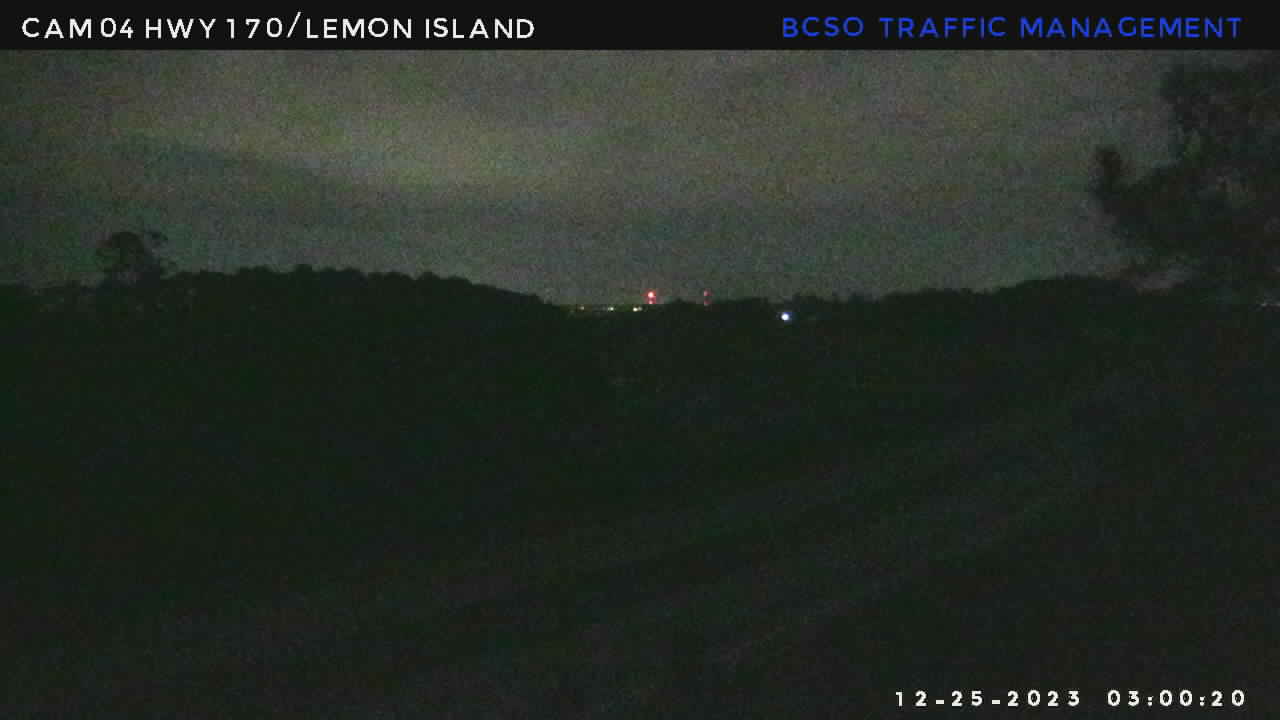 CAM04 HWY 170/LEMON ISLAND
BCSO TRAFFIC MANAGEMENT
12-25-2023 03:00:20